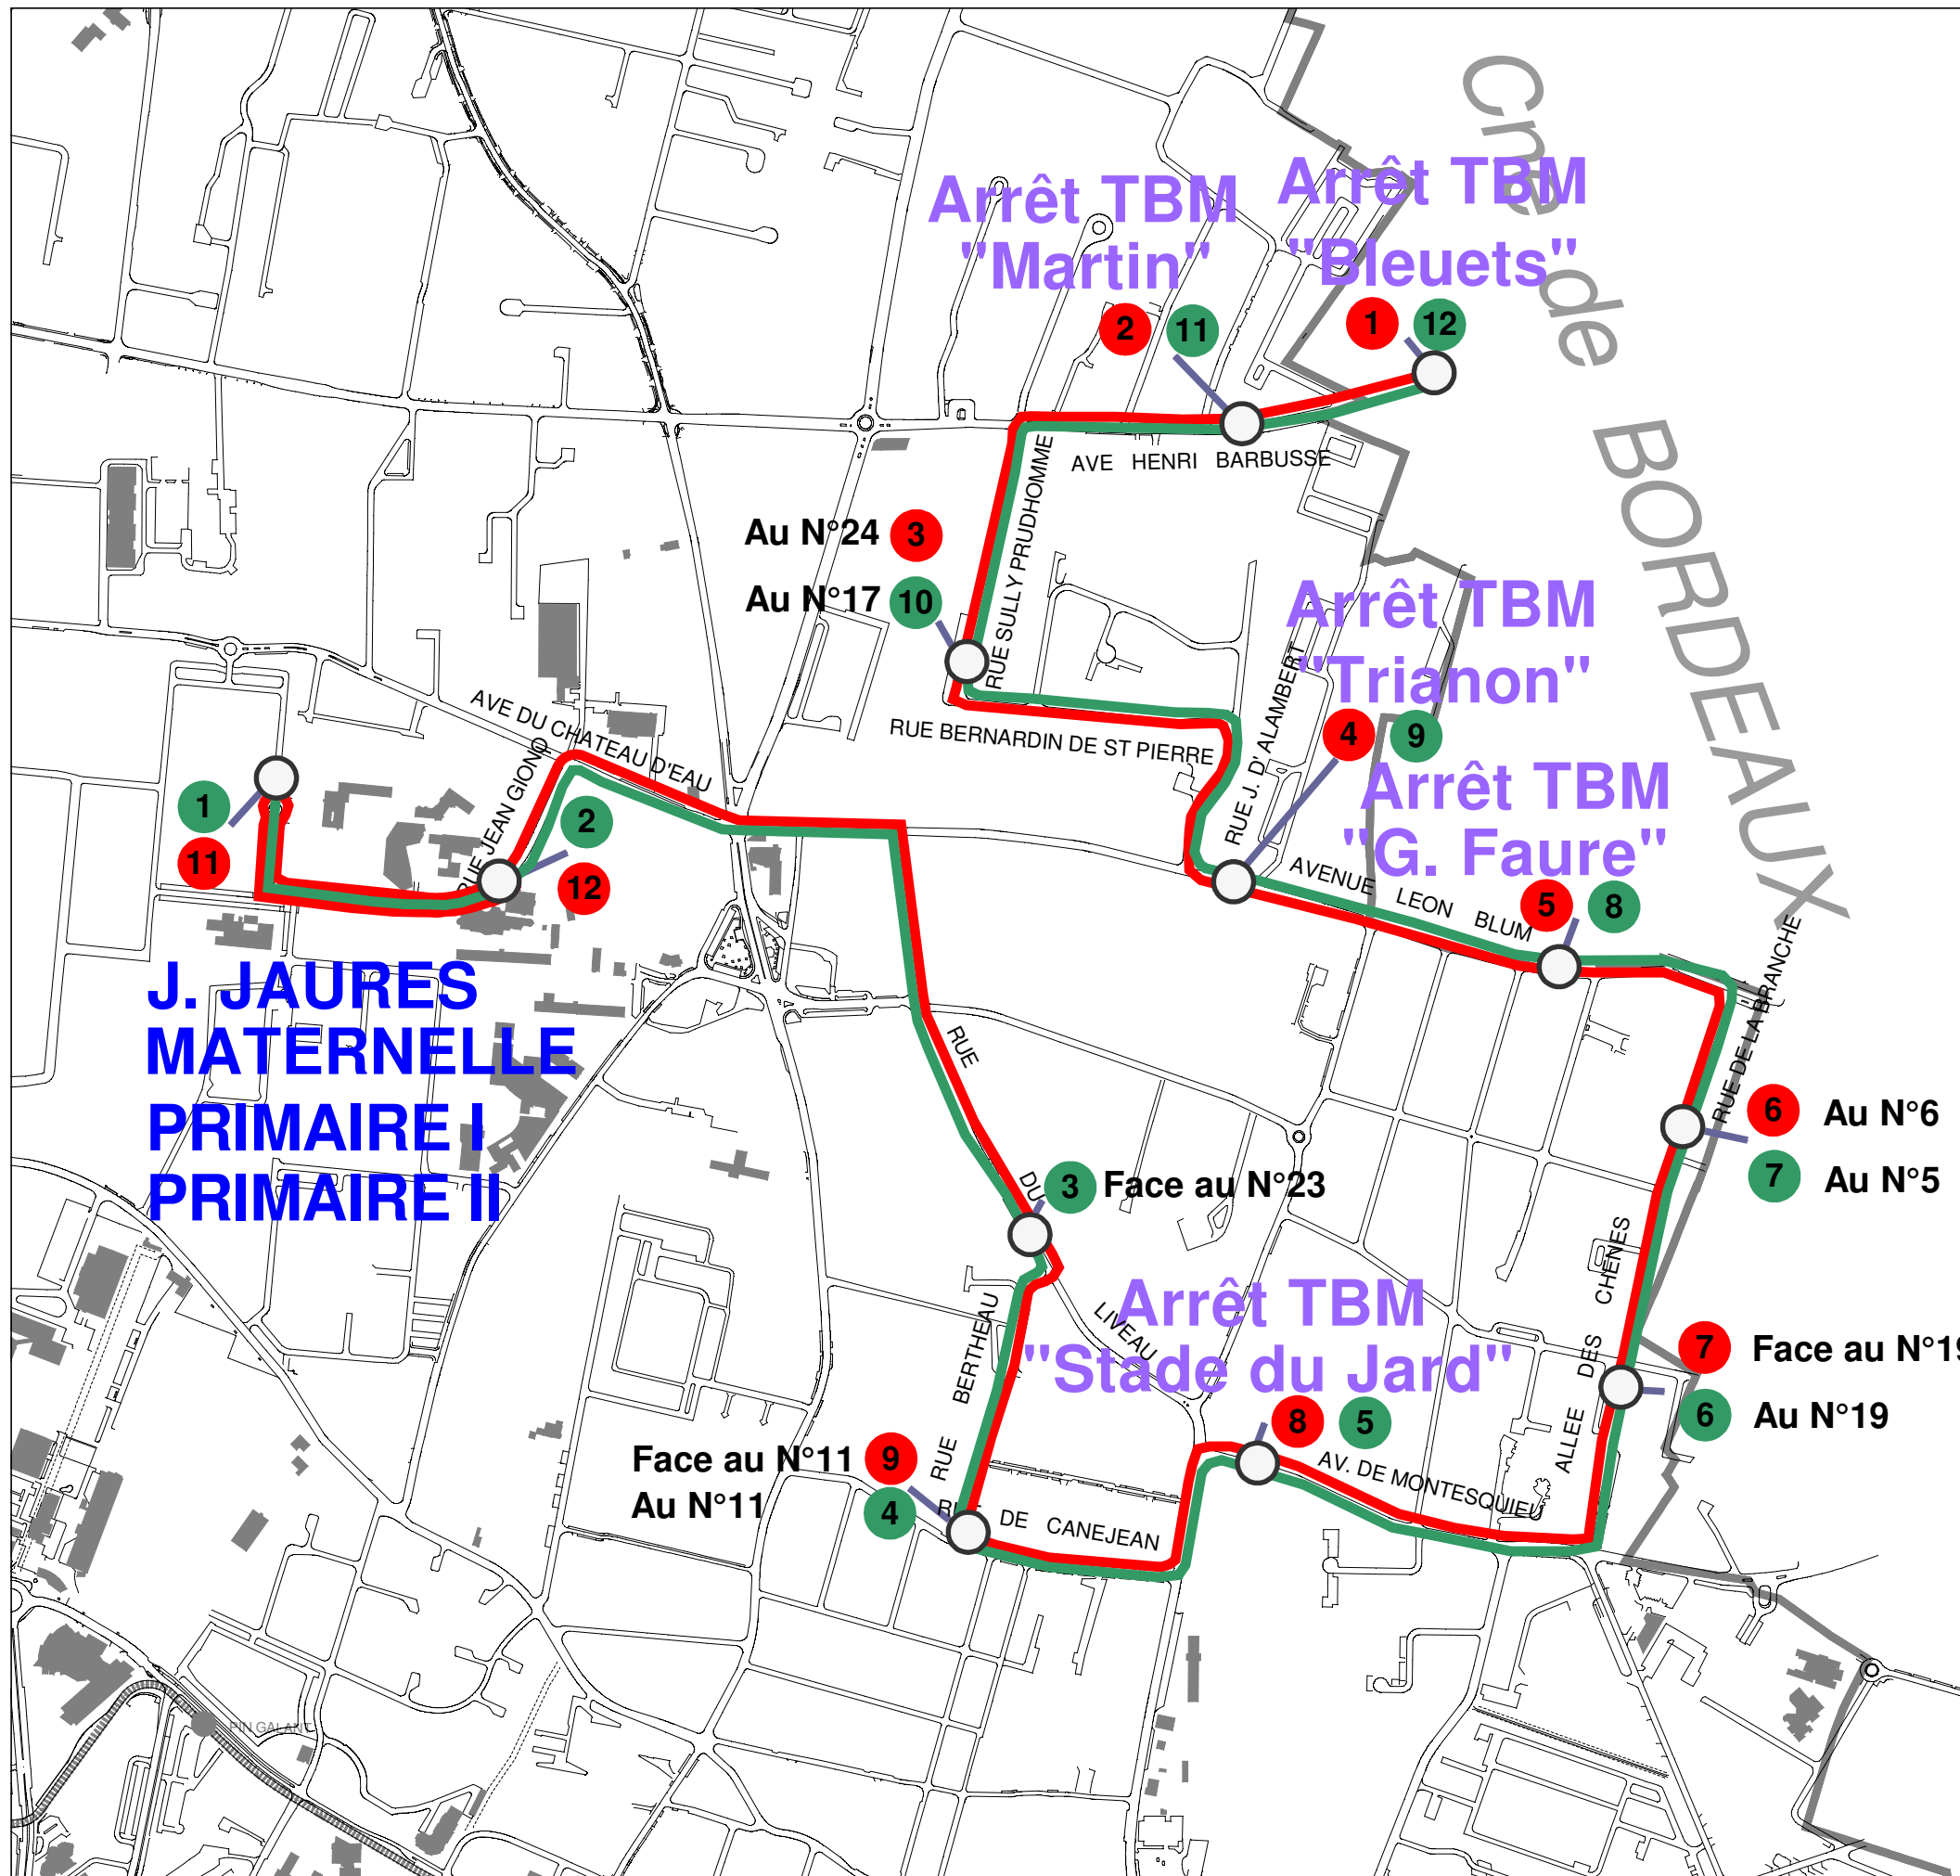 Cne de BORDEAUX
Arrêt TBM
"Martin"
2 11
Arrêt TBM
"Bleuets"
1 12
AVE HENRI BARBUSSE
RUE SULLY PRUDHOMME
Au N°24 3
Au N°17 10
Arrêt TBM
"Trianon"
4 9
RUE BERNARDIN DE ST PIERRE
RUE J. D' ALAMBERT
AVE DU CHATEAU D'EAU
RUE JEAN GIONO
1
11
2
12
Arrêt TBM
"G. Faure"
5 8
AVENUE LEON BLUM
RUE DE LA BRANCHE
J. JAURES
MATERNELLE
PRIMAIRE I
PRIMAIRE II
RUE DU LIVEAU
6 Au N°6
7 Au N°5
3 Face au N°23
ALLEE DES CHENES
Arrêt TBM
"Stade du Jard"
8 5
7 Face au N°19
6 Au N°19
RUE BERTHEAU
Face au N°11 9
Au N°11 4
RUE DE CANEJEAN
AV. DE MONTESQUIEU
PIN GALANT